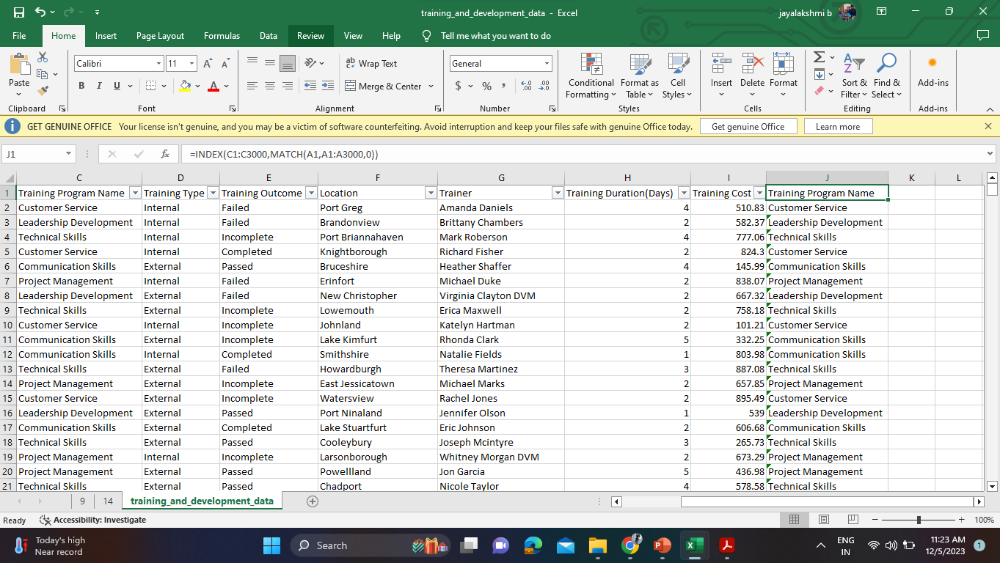 training_and_development_data - Excel
jayalakshmi b
File Home Insert Page Layout Formulas Data Review View Help Tell me what you want to do
Paste
Calibri 11
B I U A
Wrap Text
Merge & Center
General
$ % ,
Conditional Formatting
Format as Table
Cell Styles
Insert
Delete
Format
Sort & Filter
Find & Select
Add-ins
Clipboard Font Alignment Number Styles Cells Editing Add-ins
GET GENUINE OFFICE Your license isn't genuine, and you may be a victim of software counterfeiting. Avoid interruption and keep your files safe with genuine Office today. Get genuine Office Learn more
J1 fx =INDEX(C1:C3000,MATCH(A1,A1:A3000,0))
C D E F G H I J K L
1 Training Program Name Training Type Training Outcome Location Trainer Training Duration(Days) Training Cost Training Program Name
2 Customer Service Internal Failed Port Greg Amanda Daniels 4 510.83 Customer Service
3 Leadership Development Internal Failed Brandonview Brittany Chambers 2 582.37 Leadership Development
4 Technical Skills Internal Incomplete Port Briannahaven Mark Roberson 4 777.06 Technical Skills
5 Customer Service Internal Completed Knightborough Richard Fisher 2 824.3 Customer Service
6 Communication Skills External Passed Bruceshire Heather Shaffer 4 145.99 Communication Skills
7 Project Management Internal Failed Erinfort Michael Duke 2 838.07 Project Management
8 Leadership Development External Failed New Christopher Virginia Clayton DVM 2 667.32 Leadership Development
9 Technical Skills External Incomplete Lowemouth Erica Maxwell 2 758.18 Technical Skills
10 Customer Service Internal Incomplete Johnland Katelyn Hartman 2 101.21 Customer Service
11 Communication Skills External Incomplete Lake Kimfurt Rhonda Clark 5 332.25 Communication Skills
12 Communication Skills Internal Completed Smithshire Natalie Fields 1 803.98 Communication Skills
13 Technical Skills External Failed Howardburgh Theresa Martinez 3 887.08 Technical Skills
14 Project Management External Incomplete East Jessicatown Michael Marks 2 657.85 Project Management
15 Customer Service External Incomplete Watersview Rachel Jones 2 895.49 Customer Service
16 Leadership Development External Passed Port Ninaland Jennifer Olson 1 539 Leadership Development
17 Communication Skills External Completed Lake Stuartfurt Eric Johnson 2 606.68 Communication Skills
18 Technical Skills External Passed Cooleybury Joseph Mcintyre 3 265.73 Technical Skills
19 Project Management Internal Incomplete Larsonborough Whitney Morgan DVM 2 673.29 Project Management
20 Project Management External Passed Powellland Jon Garcia 5 436.98 Project Management
21 Technical Skills External Passed Chadport Nicole Taylor 4 578.58 Technical Skills
9 14 training_and_development_data
Ready Accessibility: Investigate 100%
Today's high
Near record
Search
ENG
IN
11:23 AM
12/5/2023
1